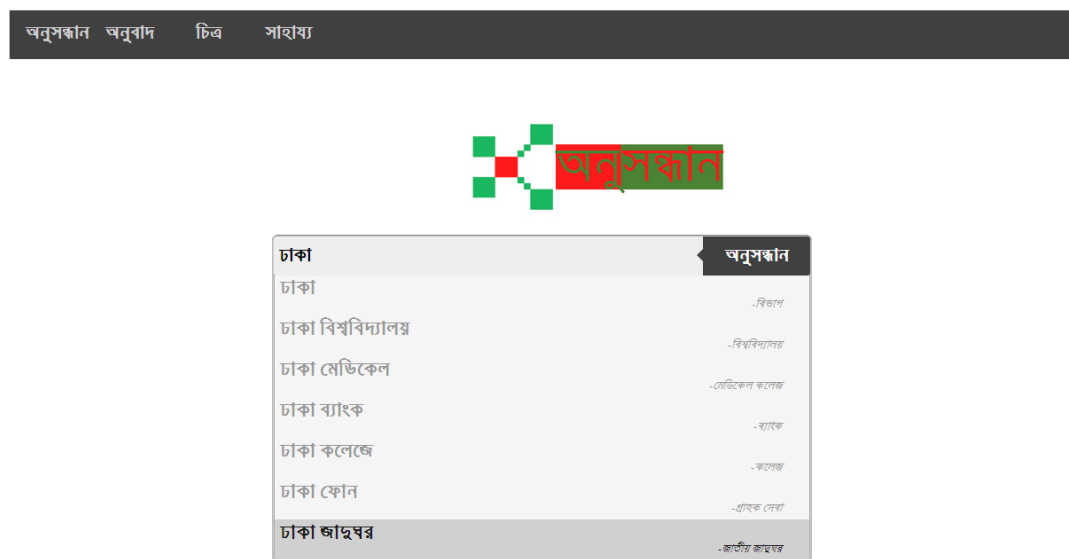 অনুসন্ধান অনুবাদ চিত্র সাহায্য
অনুসন্ধান
ঢাকা অনুসন্ধান
ঢাকা
-বিভাগ
ঢাকা বিশ্ববিদ্যালয়
-বিশ্ববিদ্যালয়
ঢাকা মেডিকেল
-মেডিকেল কলেজ
ঢাকা ব্যাংক
-ব্যাংক
ঢাকা কলেজে
-কলেজ
ঢাকা ফোন
-গ্রাহক সেবা
ঢাকা জাদুঘর
-জাতীয় জাদুঘর